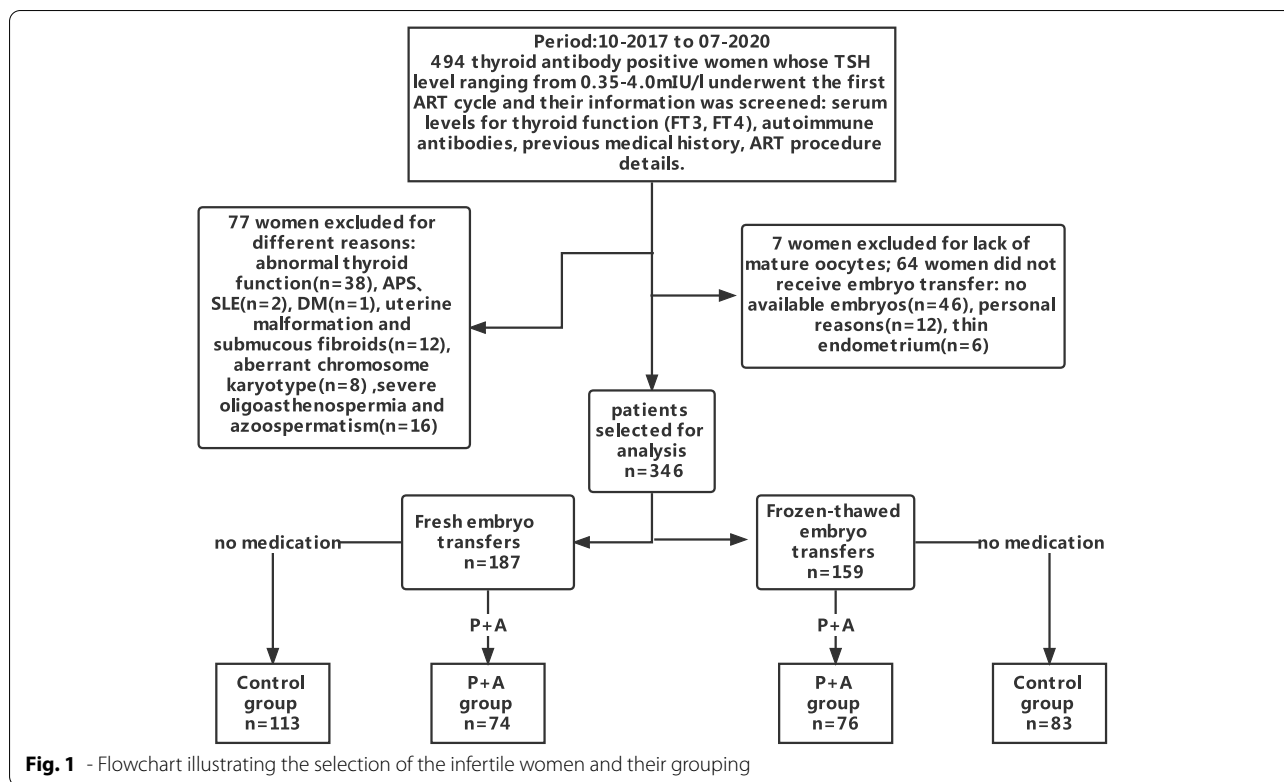 Period:10-2017 to 07-2020
494 thyroid antibody positive women whose TSH
level ranging from 0.35-4.0mIU/l underwent the first
ART cycle and their information was screened: serum
levels for thyroid function (FT3, FT4), autoimmune
antibodies, previous medical history, ART procedure
details.
77 women excluded for
different reasons:
abnormal thyroid
function(n=38), APS、
SLE(n=2), DM(n=1), uterine
malformation and
submucous fibroids(n=12),
aberrant chromosome
karyotype(n=8) ,severe
oligoasthenospermia and
azoospermatism(n=16)
7 women excluded for lack of
mature oocytes; 64 women did not
receive embryo transfer: no
available embryos(n=46), personal
reasons(n=12), thin
endometrium(n=6)
patients
selected for
analysis
n=346
Fresh embryo
transfers
n=187
Frozen-thawed
embryo
transfers
n=159
no medication
no medication
P+A
P+A
Control
group
n=113
P+A
group
n=74
P+A
group
n=76
Control
group
n=83
Fig. 1 - Flowchart illustrating the selection of the infertile women and their grouping